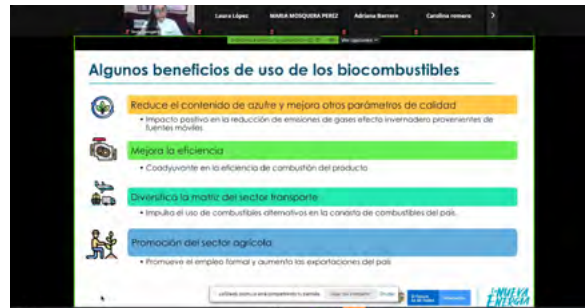 Laura López
MARIA MOSQUERA PEREZ
Adriana Barrero
Carolina romero
Algunos beneficios de uso de los biocombustibles
Reduce el contenido de azufre y mejora otros parámetros de calidad
• Impacto positivo en la reducción de emisiones de gases efecto invernadero provenientes de
fuentes móviles
Mejora la eficiencia
• Coadyuvante en la eficiencia de combustión del producto
Diversifica la matriz del sector transporte
• Impulsa el uso de combustibles alternativos en la canasta de combustibles del país.
Promoción del sector agrícola
• Promueve el empleo formal y aumenta las exportaciones del país
NUEVA
ENERGÍA